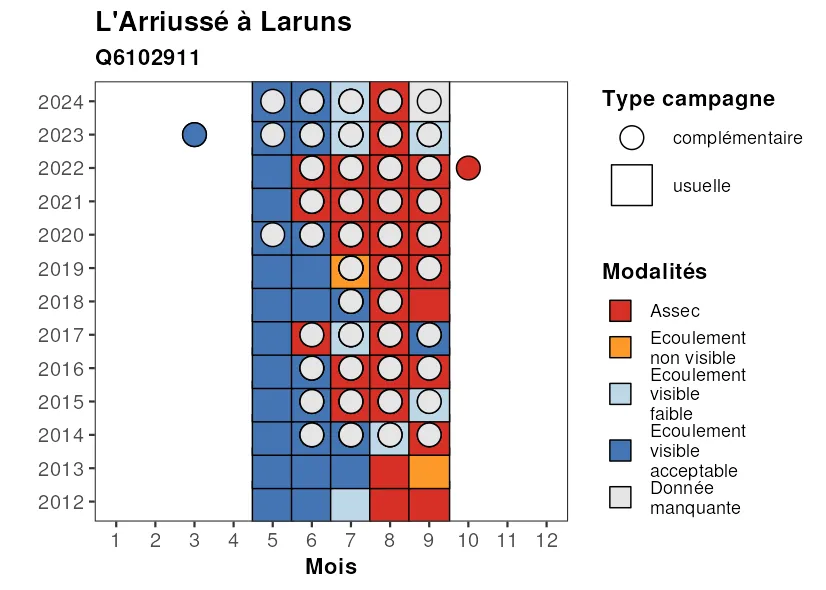 L'Arriussé à Laruns
Q6102911
2024
2023
2022
2021
2020
2019
2018
2017
2016
2015
2014
2013
2012
1 2 3 4 5 6 7 8 9 10 11 12
Mois
Type campagne
complémentaire
usuelle
Modalités
Assec
Ecoulement
non visible
Ecoulement
visible
faible
Ecoulement
visible
acceptable
Donnée
manquante